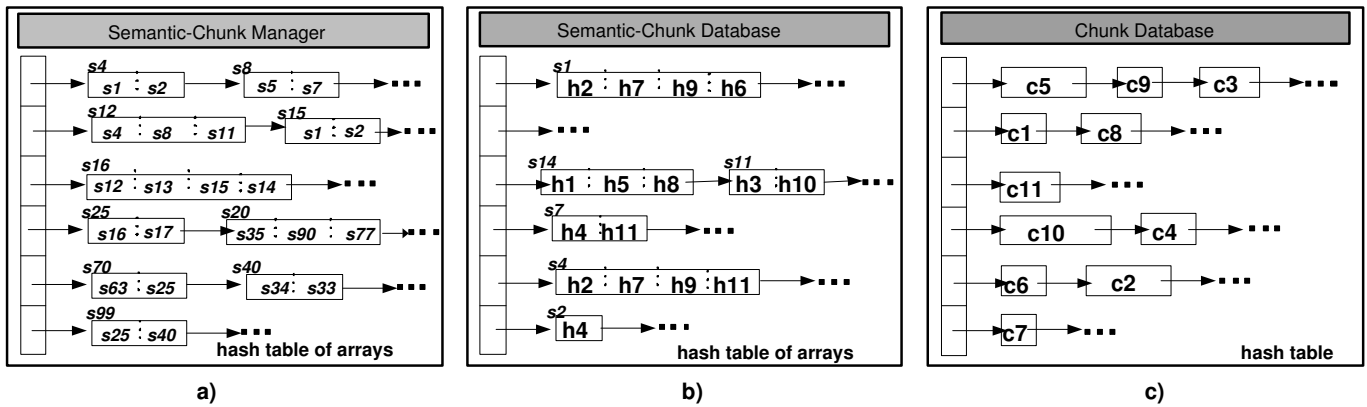 Semantic-Chunk Manager
s4 s8
s1 s2 s5 s7
s12 s15
s4 s8 s11 s1 s2
s16
s12 s13 s15 s14
s25 s20
s16 s17 s35 s90 s77
s70 s40
s63 s25 s34 s33
s99
s25 s40
hash table of arrays
a)
Semantic-Chunk Database
s1
h2 h7 h9 h6
s14 s11
h1 h5 h8 h3 h10
s7
h4 h11
s4
h2 h7 h9 h11
s2
h4
hash table of arrays
b)
Chunk Database
c5 c9 c3
c1 c8
c11
c10 c4
c6 c2
c7
hash table
c)